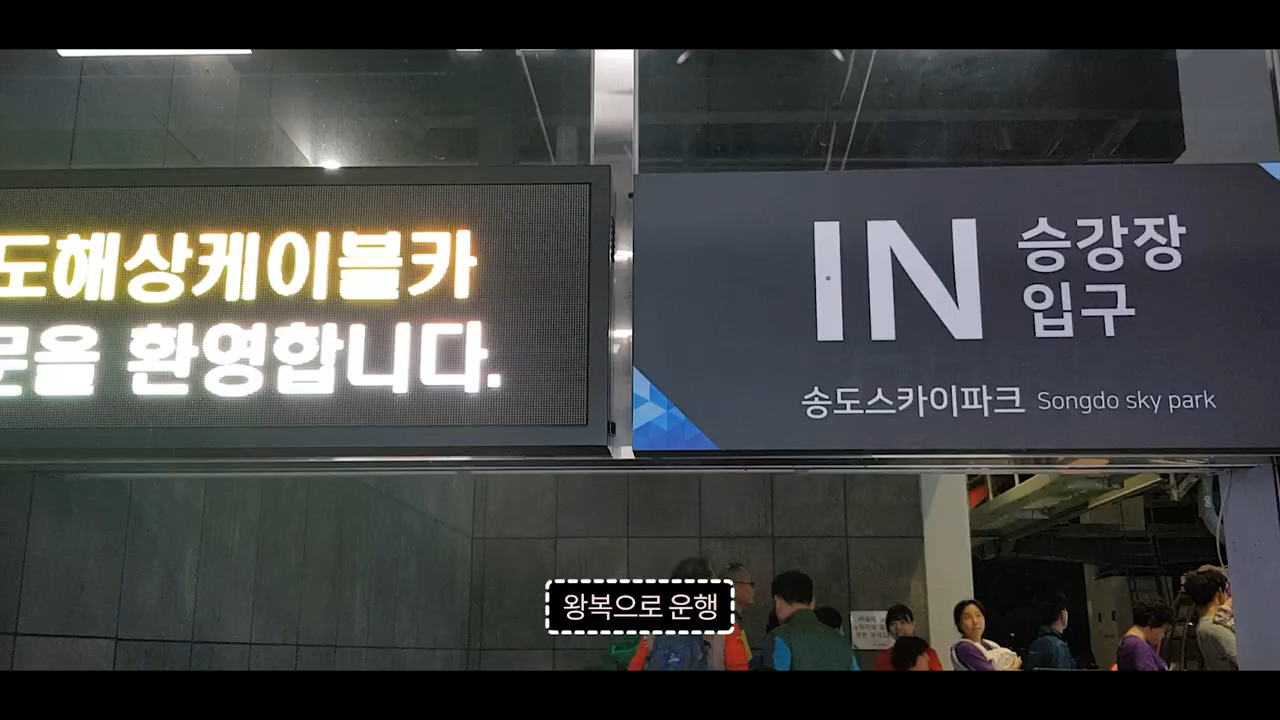 도해상케이블카
문을 환영합니다.
IN 승강장
입구
송도스카이파크 Songdo sky park
왕복으로 운행